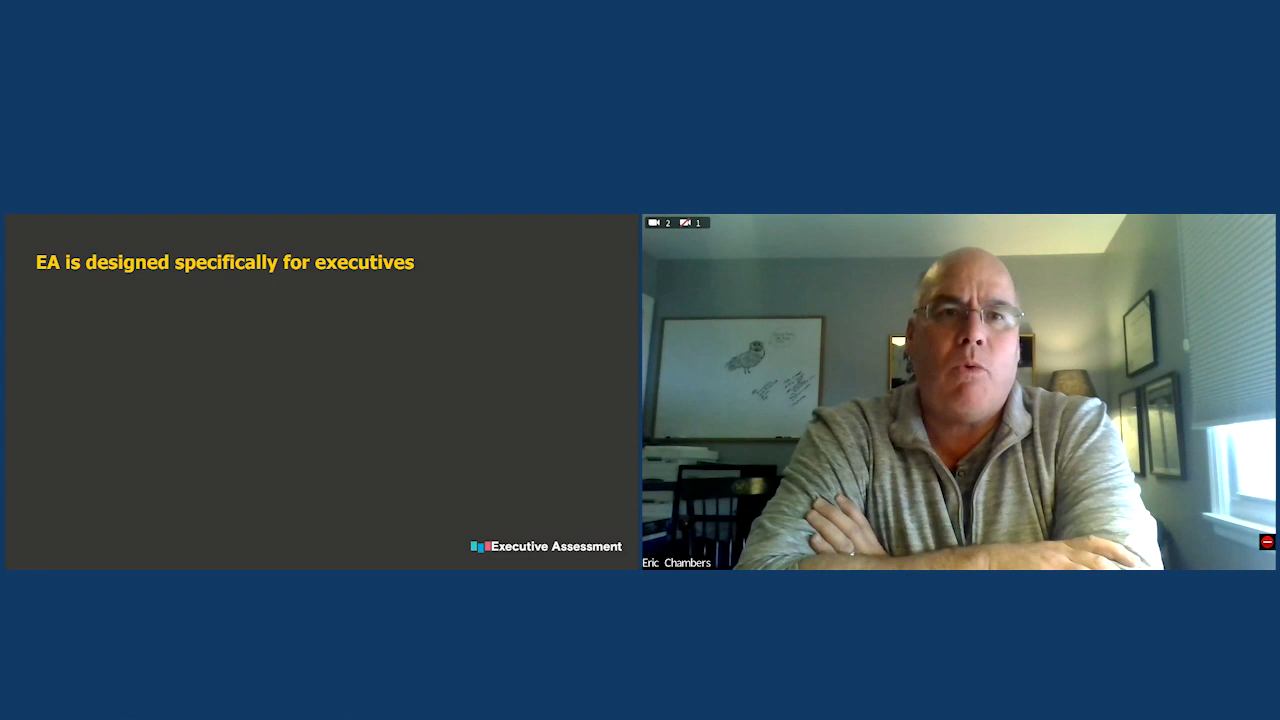 EA is designed specifically for executives
Executive Assessment
2 1
Eric Chambers